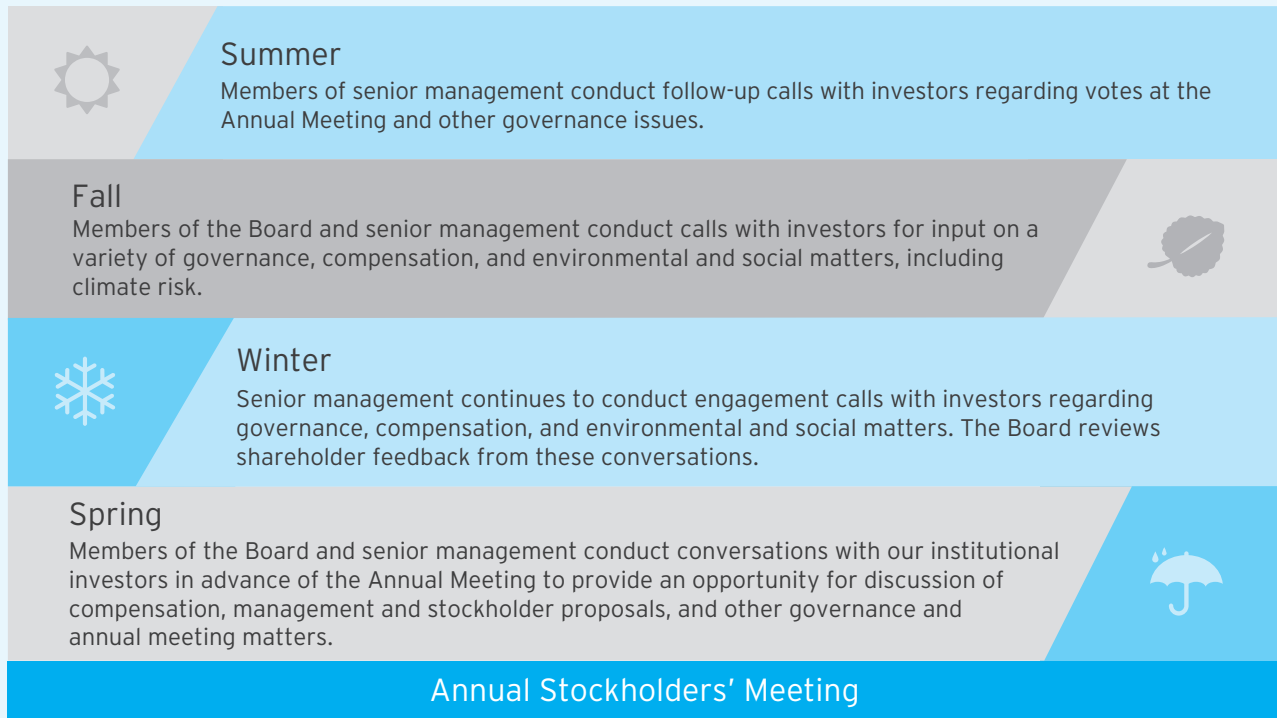 Summer
Members of senior management conduct follow-up calls with investors regarding votes at the
Annual Meeting and other governance issues.
Fall
Members of the Board and senior management conduct calls with investors for input on a
variety of governance, compensation, and environmental and social matters, including
climate risk.
Winter
Senior management continues to conduct engagement calls with investors regarding
governance, compensation, and environmental and social matters. The Board reviews
shareholder feedback from these conversations.
Spring
Members of the Board and senior management conduct conversations with our institutional
investors in advance of the Annual Meeting to provide an opportunity for discussion of
compensation, management and stockholder proposals, and other governance and
annual meeting matters.
Annual Stockholders’ Meeting